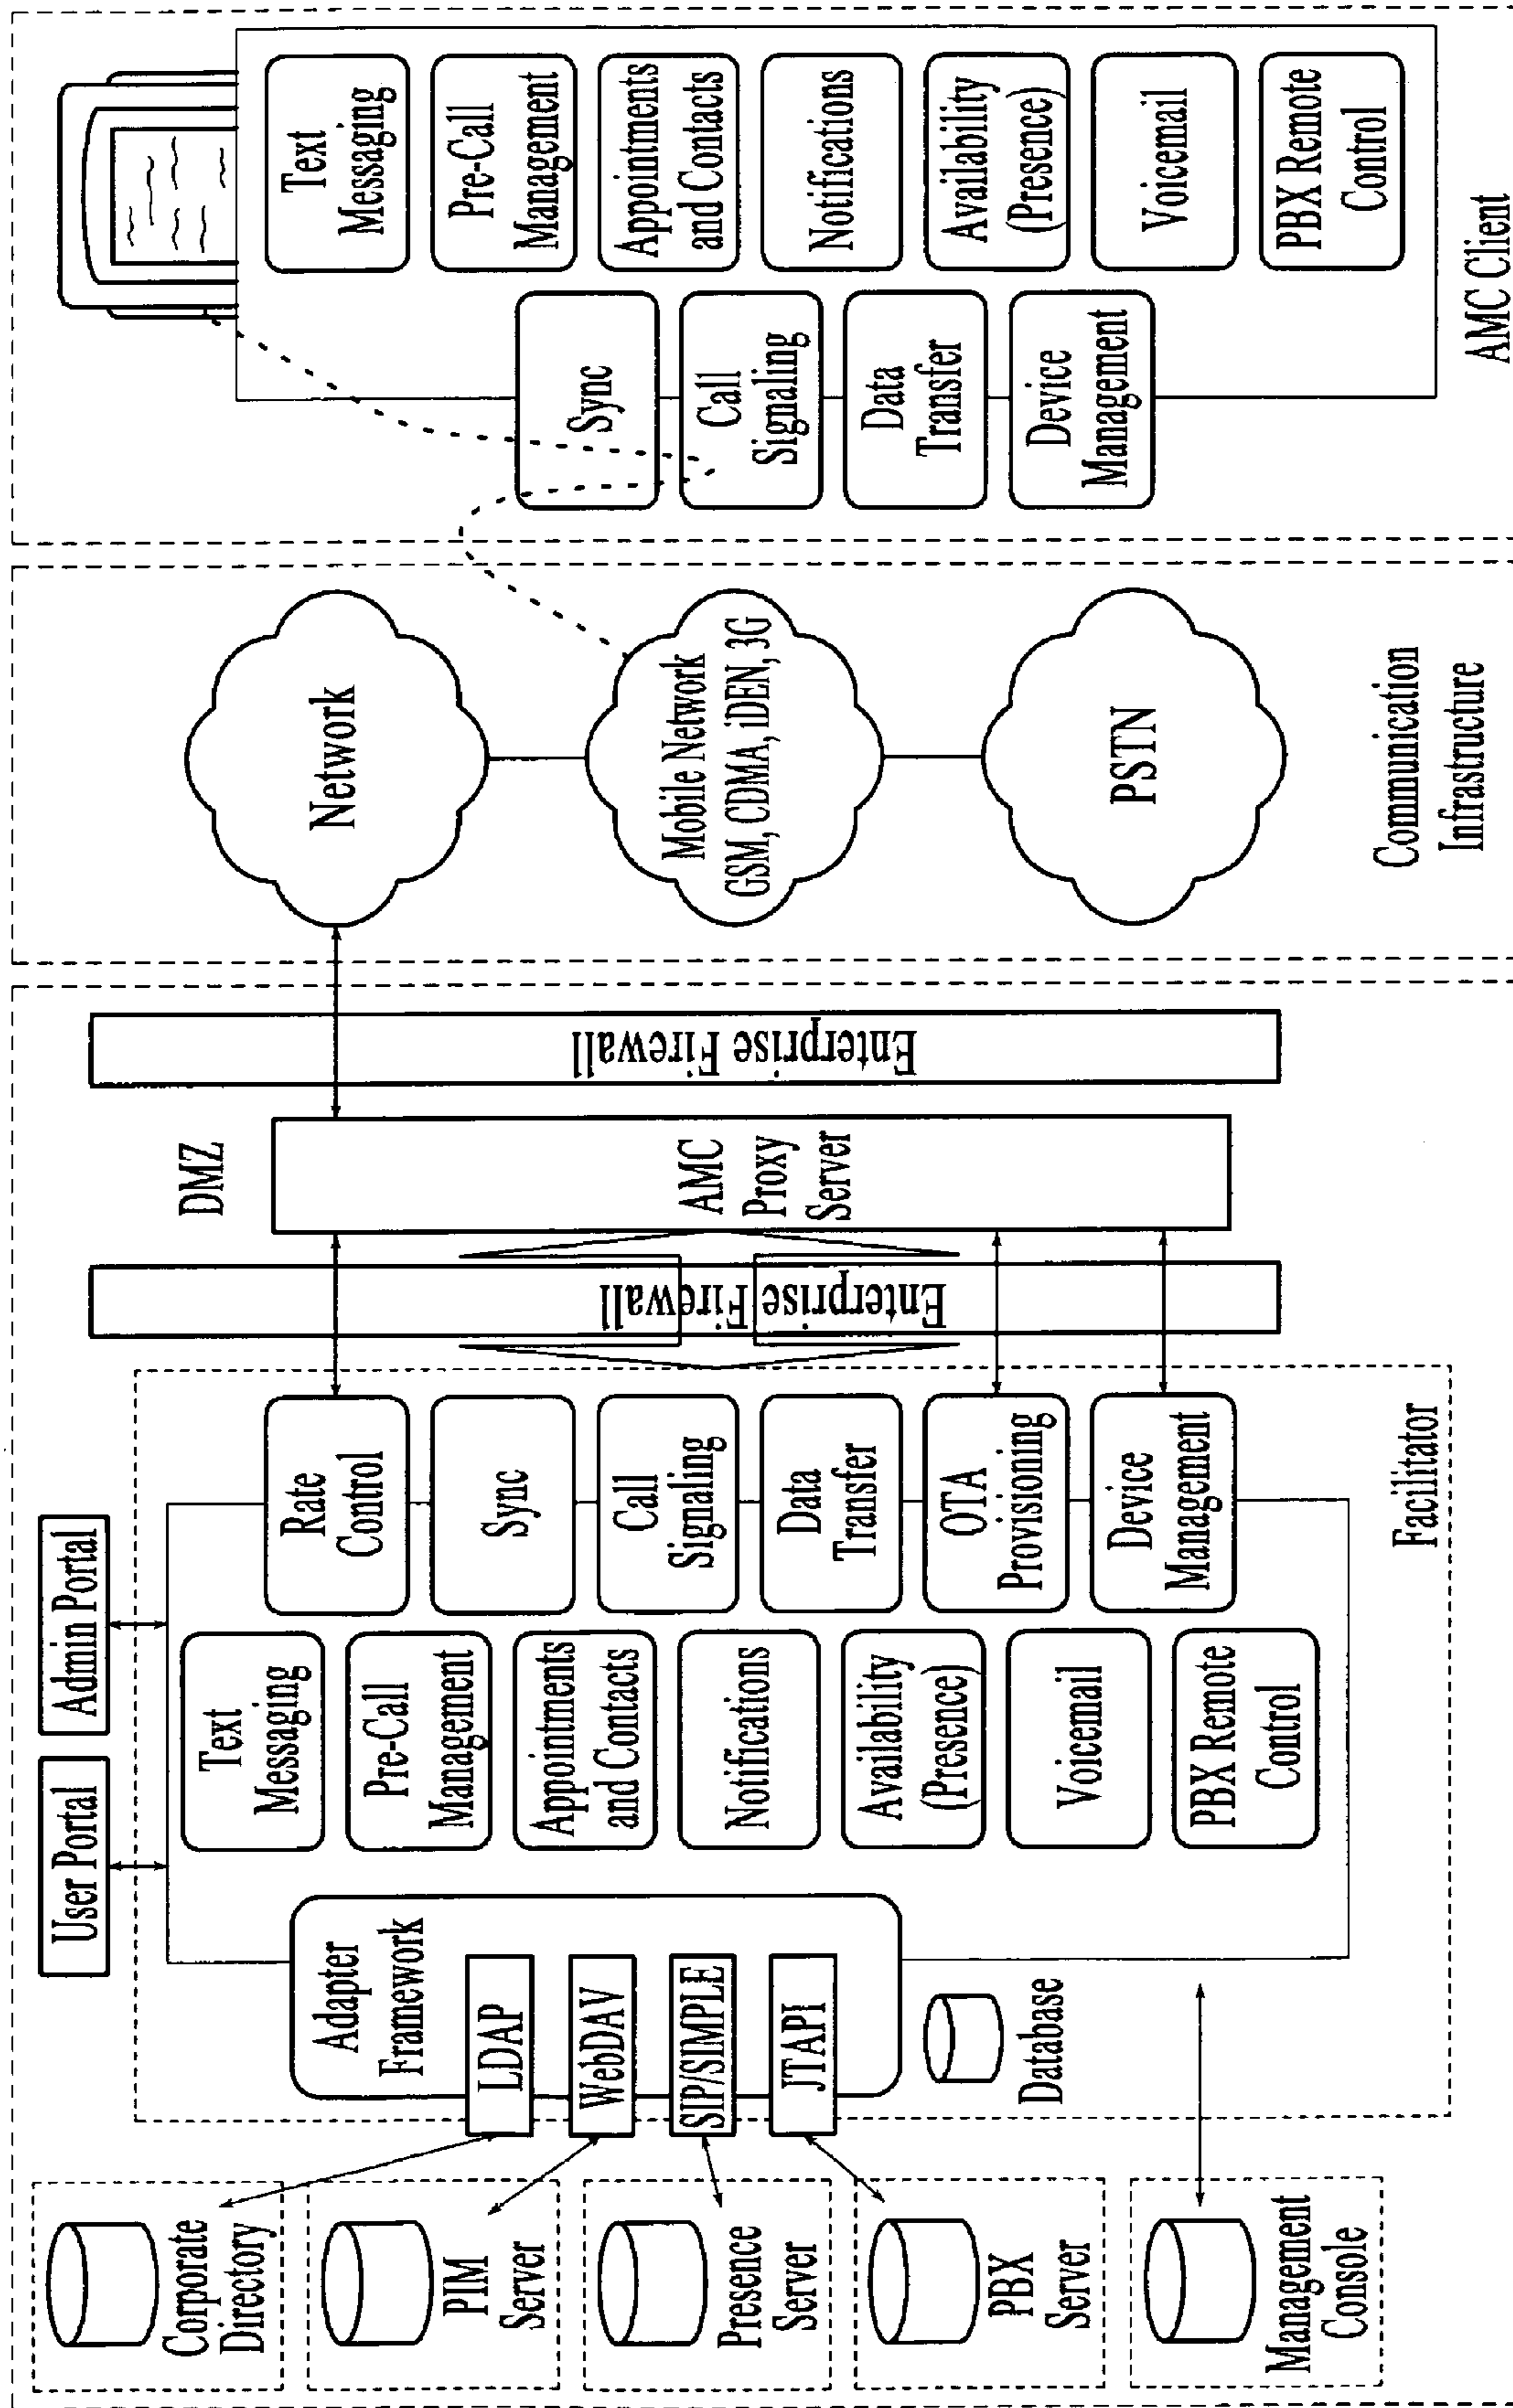 User Portal
Admin Portal
Corporate
Directory
PIM
Server
Presence
Server
PBX
Server
Management
Console
Adapter
Framework
LDAP
WebDAV
SIP/SIMPLE
JTAPI
Database
Text
Messaging
Pre-Call
Management
Appointments
and Contacts
Notifications
Availability
(Presence)
Voicemail
PBX Remote
Control
Rate
Control
Sync
Call
Signaling
Data
Transfer
OTA
Provisioning
Device
Management
Facilitator
Enterprise Firewall
DMZ
AMC
Proxy
Server
Enterprise Firewall
Network
Mobile Network
GSM, CDMA, iDEN, 3G
PSTN
Communication
Infrastructure
Sync
Call
Signaling
Data
Transfer
Device
Management
Text
Messaging
Pre-Call
Management
Appointments
and Contacts
Notifications
Availability
(Presence)
Voicemail
PBX Remote
Control
AMC Client